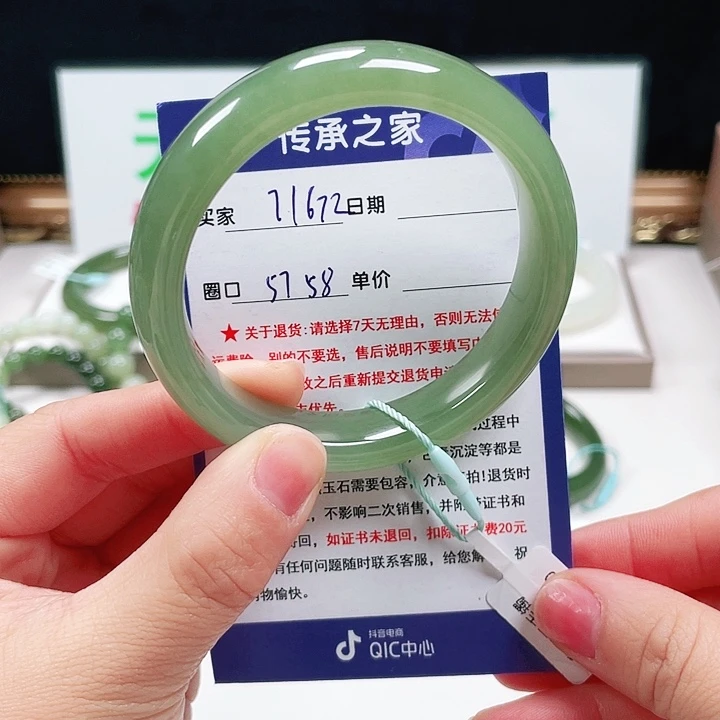 传承之家
买家 71672 日期
圈口 57 58 单价
★关于退货:请选择7天无理由，否则无法
运费险，别的不要选，售后说明不要填写
之后重新提交退货申
优先。
过程中
沉淀等都是
玉石需要包容，介意 拍!退货时
，不影响二次销售，并附带证书和
回，如证书未退回，扣除证书费20元
有任何问题随时联系客服，给您解 祝
物愉快。
抖音电商
QIC中心